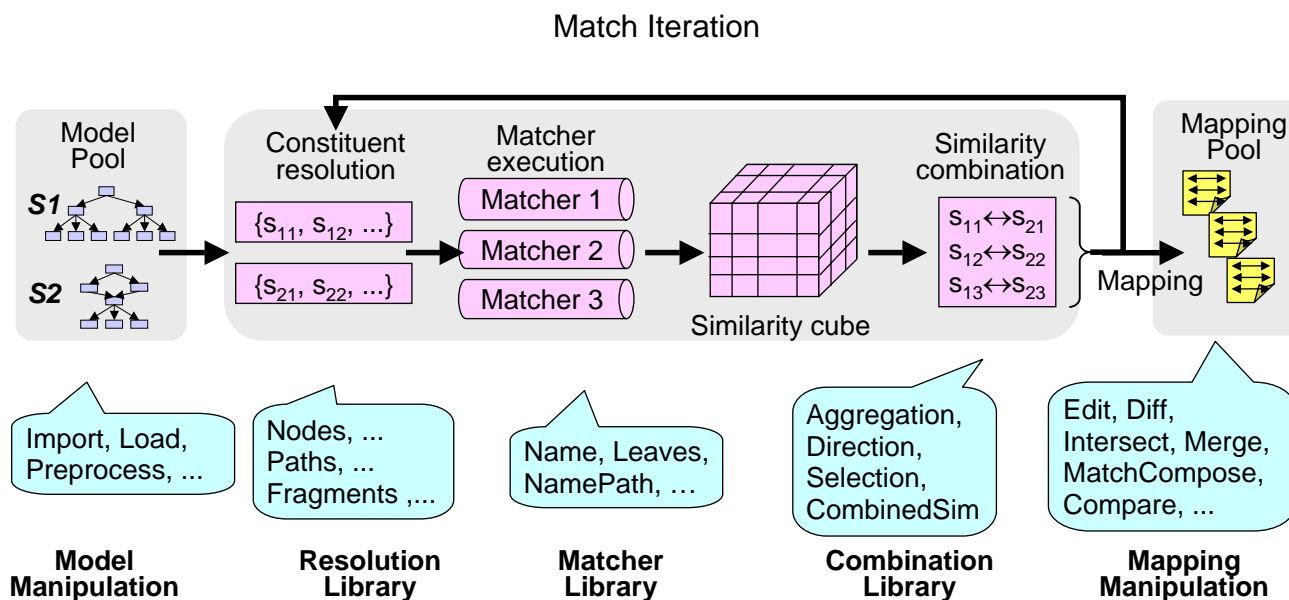 Match Iteration
Model
Pool
S1
S2
Constituent
resolution
{s11, s12, ...}
{s21, s22, ...}
Matcher
execution
Matcher 1
Matcher 2
Matcher 3
Similarity cube
Similarity
combination
s11↔s21
s12↔s22
s13↔s23
Mapping
Mapping
Pool
Import, Load,
Preprocess, ...
Nodes, ...
Paths, ...
Fragments ,...
Name, Leaves,
NamePath, …
Aggregation,
Direction,
Selection,
CombinedSim
Edit, Diff,
Intersect, Merge,
MatchCompose,
Compare, ...
Model
Manipulation
Resolution
Library
Matcher
Library
Combination
Library
Mapping
Manipulation